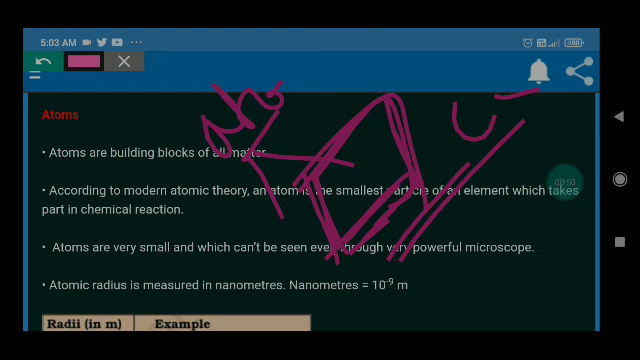 5:03 AM
Atoms
• Atoms are building blocks of all matter
• According to modern atomic theory, an atom is the smallest particle of an element which takes
part in chemical reaction.
00:50
• Atoms are very small and which can't be seen even through very powerful microscope.
• Atomic radius is measured in nanometres. Nanometres = 10⁻⁹ m
Radii (in m) Example